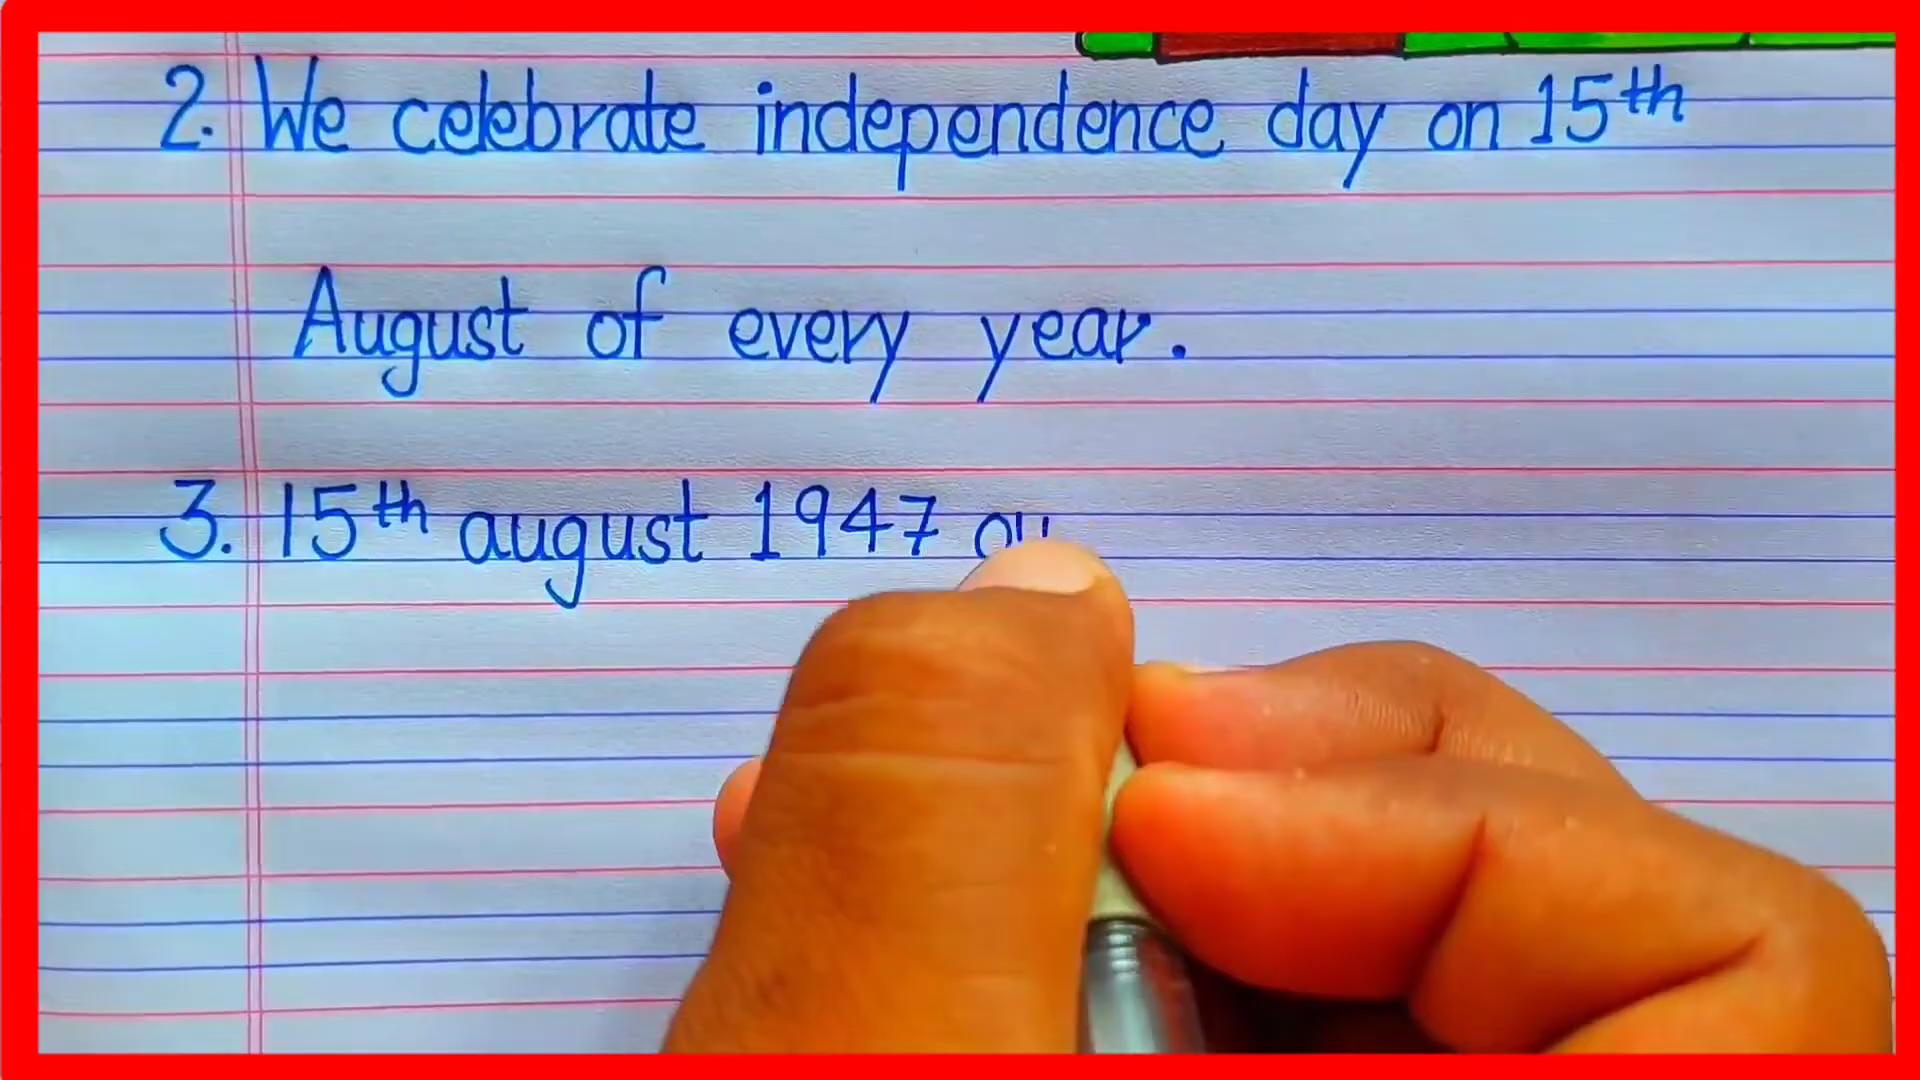 2. We celebrate independence day on 15th
August of every year.
3. 15th august 1947